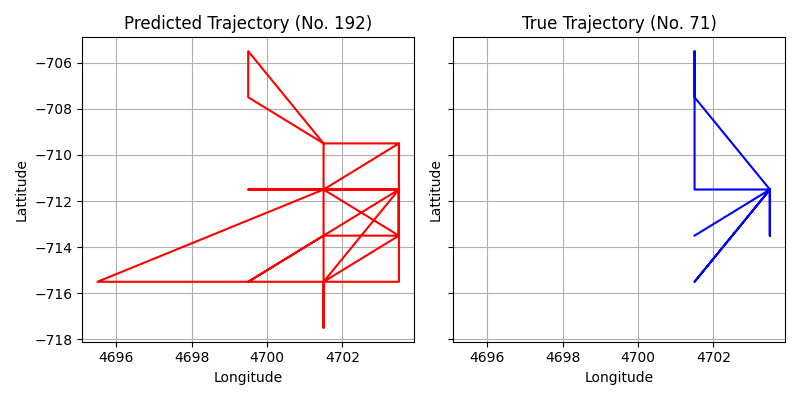 Predicted Trajectory (No. 192)
True Trajectory (No. 71)
Lattitude
−706
−708
−710
−712
−714
−716
−718
4696
4698
4700
4702
Longitude
Lattitude
4696
4698
4700
4702
Longitude